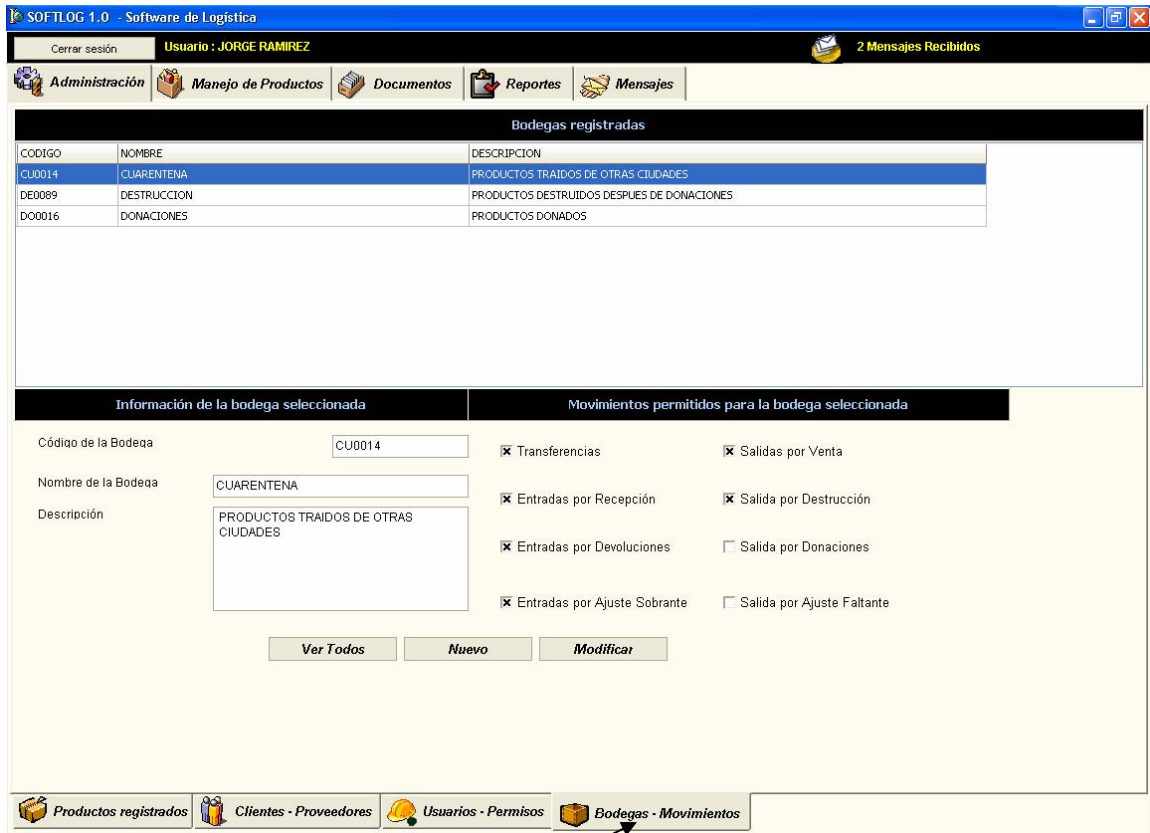 SOFTLOG 1.0 - Software de Logística
Cerrar sesión
Usuario : JORGE RAMIREZ
2 Mensajes Recibidos
Administración
Manejo de Productos
Documentos
Reportes
Mensajes
Bodegas registradas
CODIGO NOMBRE DESCRIPCION
CU0014 CUARENTENA PRODUCTOS TRAIDOS DE OTRAS CIUDADES
DE0089 DESTRUCCION PRODUCTOS DESTRUIDOS DESPUES DE DONACIONES
DO0016 DONACIONES PRODUCTOS DONADOS
Información de la bodega seleccionada
Código de la Bodega CU0014
Nombre de la Bodega CUARENTENA
Descripción PRODUCTOS TRAIDOS DE OTRAS
CIUDADES
Movimientos permitidos para la bodega seleccionada
Transferencias Salidas por Venta
Entradas por Recepción Salida por Destrucción
Entradas por Devoluciones Salida por Donaciones
Entradas por Ajuste Sobrante Salida por Ajuste Faltante
Ver Todos Nuevo Modificar
Productos registrados
Clientes - Proveedores
Usuarios - Permisos
Bodegas - Movimientos